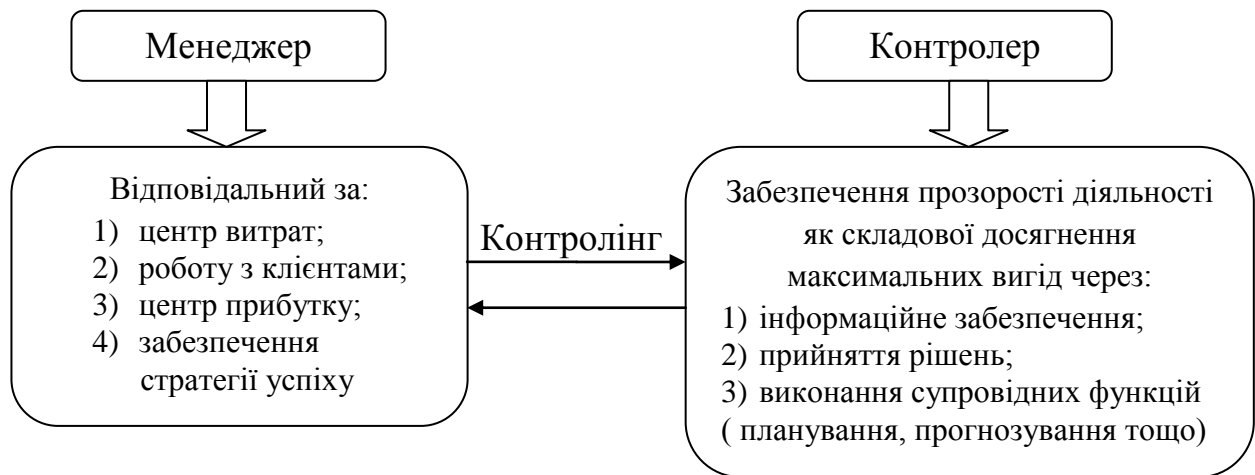 Менеджер
Контролер
Відповідальний за:
1) центр витрат;
2) роботу з клієнтами;
3) центр прибутку;
4) забезпечення
стратегії успіху
Контролінг
Забезпечення прозорості діяльності
як складової досягнення
максимальних вигід через:
1) інформаційне забезпечення;
2) прийняття рішень;
3) виконання супровідних функцій
( планування, прогнозування тощо)